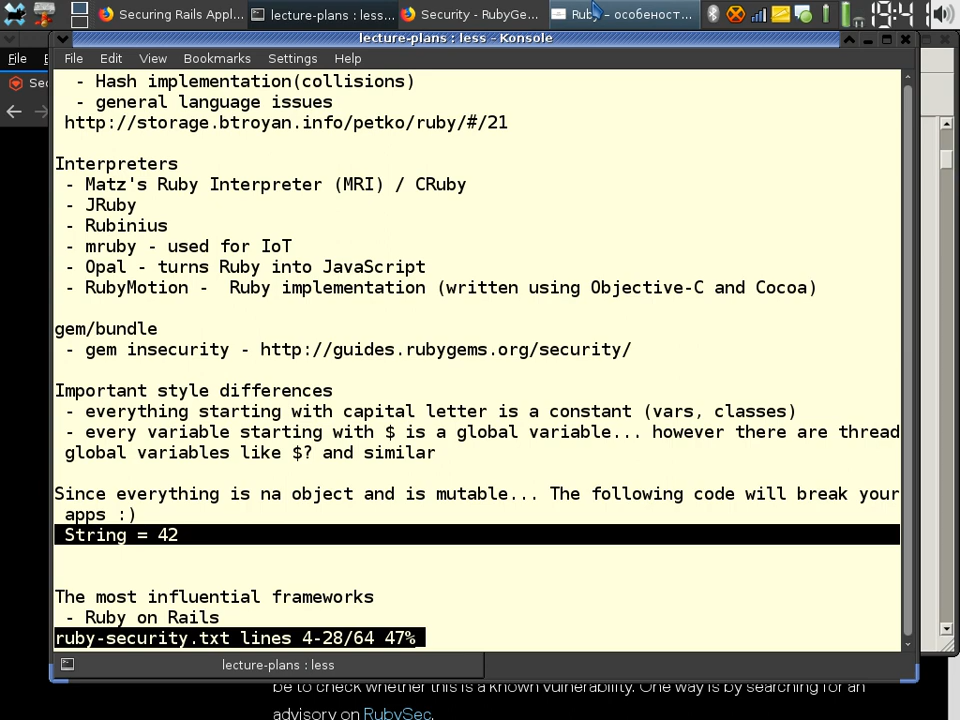 Securing Rails Appl...
lecture-plans : less...
Security - RubyGe...
Ruby - особеност...
19:41
lecture-plans : less - Konsole
File
File Edit View Bookmarks Settings Help
Sec
- Hash implementation(collisions)
- general language issues
http://storage.btroyan.info/petko/ruby/#/21
Interpreters
- Matz's Ruby Interpreter (MRI) / CRuby
- JRuby
- Rubinius
- mruby - used for IoT
- Opal - turns Ruby into JavaScript
- RubyMotion -  Ruby implementation (written using Objective-C and Cocoa)
gem/bundle
- gem insecurity - http://guides.rubygems.org/security/
Important style differences
- everything starting with capital letter is a constant (vars, classes)
- every variable starting with $ is a global variable... however there are thread
global variables like $? and similar
Since everything is na object and is mutable... The following code will break your
apps :)
String = 42
The most influential frameworks
- Ruby on Rails
ruby-security.txt lines 4-28/64 47%
lecture-plans : less
be to check whether this is a known vulnerability. One way is by searching for an
advisory on RubySec.